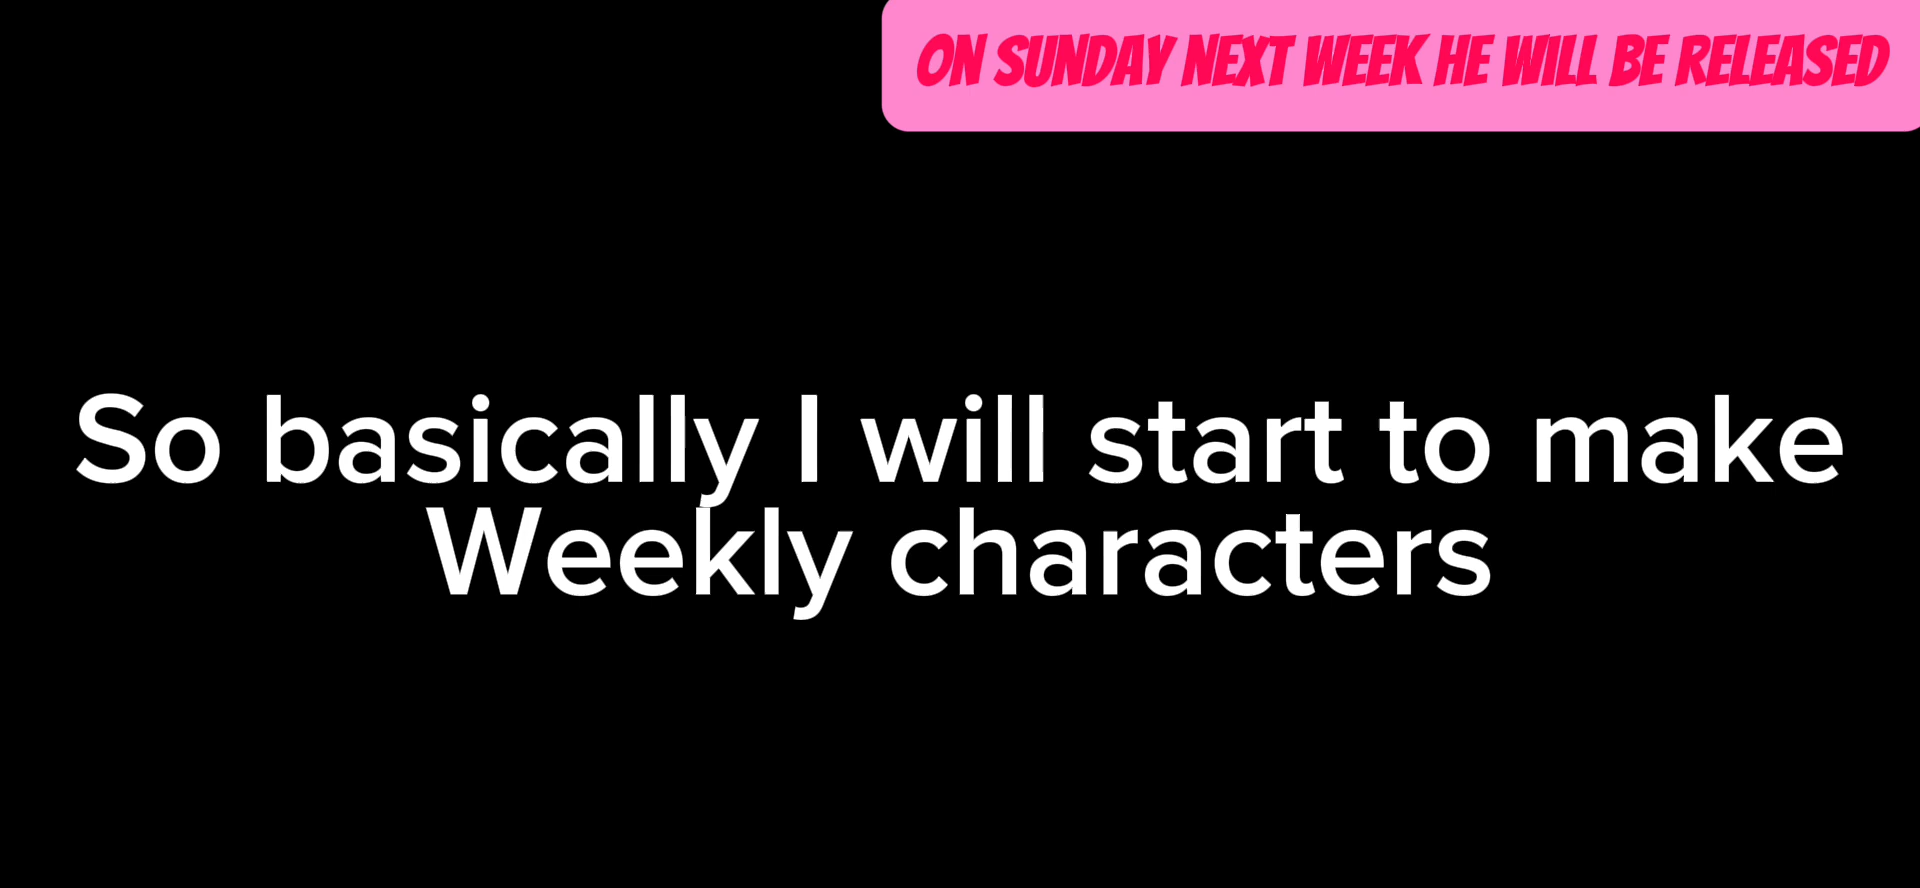 ON SUNDAY NEXT WEEK HE WILL BE RELEASED
So basically I will start to make
Weekly characters